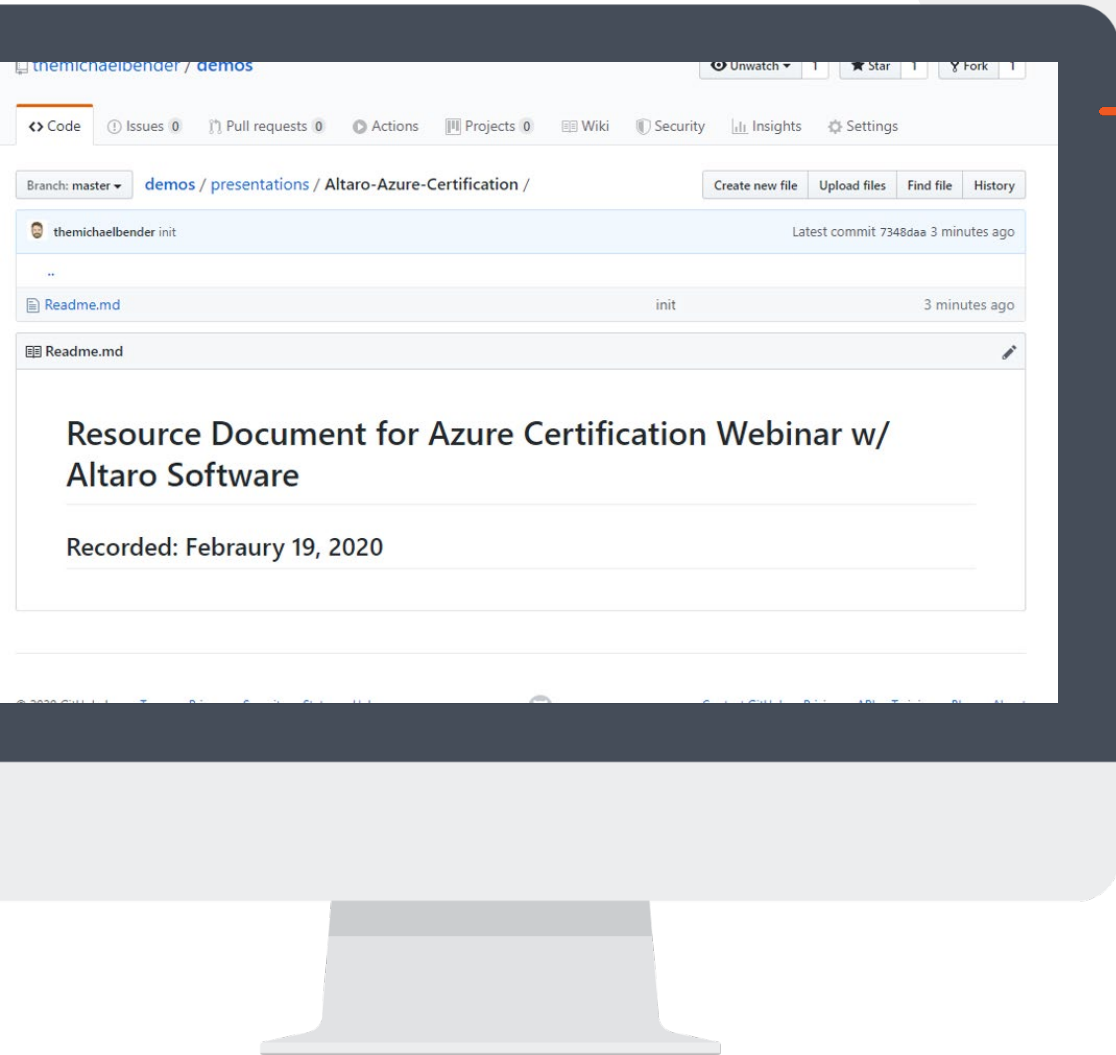 themichaelbender / demos
Unwatch 1 Star 1 Fork 1
Code Issues 0 Pull requests 0 Actions Projects 0 Wiki Security Insights Settings
Branch: master demos / presentations / Altaro-Azure-Certification / Create new file Upload files Find file History
themichaelbender init Latest commit 7348daa 3 minutes ago
..
Readme.md init 3 minutes ago
Readme.md
Resource Document for Azure Certification Webinar w/
Altaro Software
Recorded: Febraury 19, 2020